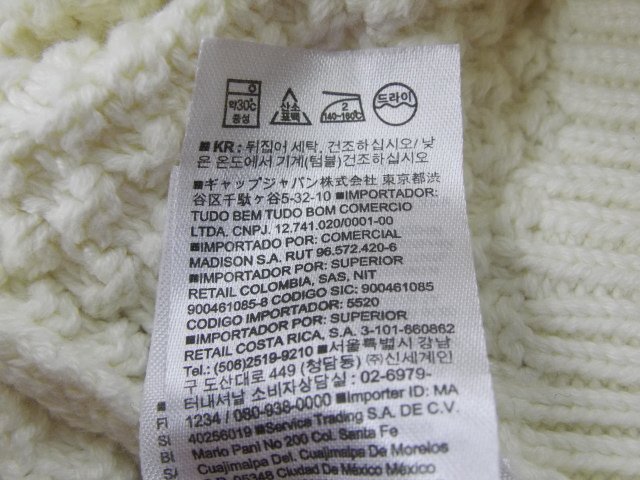 약30℃
중성
산소
표백
2
140~160℃
드라이
■ KR : 뒤집어 세탁, 건조하십시오/ 낮
은 온도에서 기계(텀블)건조하십시오
■ギャップジャパン株式会社 東京都渋
谷区千駄ヶ谷5-32-10 ■IMPORTADOR:
TUDO BEM TUDO BOM COMERCIO
LTDA. CNPJ. 12.741.020/0001-00
■IMPORTADO POR: COMERCIAL
MADISON S.A. RUT 96.572.420-6
■IMPORTADO POR: SUPERIOR
RETAIL COLOMBIA, SAS, NIT
900461085-8 CODIGO SIC: 900461085
CODIGO IMPORTADOR: 5520
■IMPORTADO POR: SUPERIOR
RETAIL COSTA RICA, S.A. 3-101-660862
Tel.: (506)2519-9210 ■서울특별시 강남
구 도산대로 449 (청담동) ㈜신세계인
터내셔날 소비자상담실: 02-6979-
1234 / 080-938-0000 ■Importer ID: MA
40256019 ■Service Trading S.A. DE C.V.
Mario Pani No 200 Col. Santa Fe
Cuajimalpa Del Cuajimalpa De Morelos
05348 Ciudad De México México